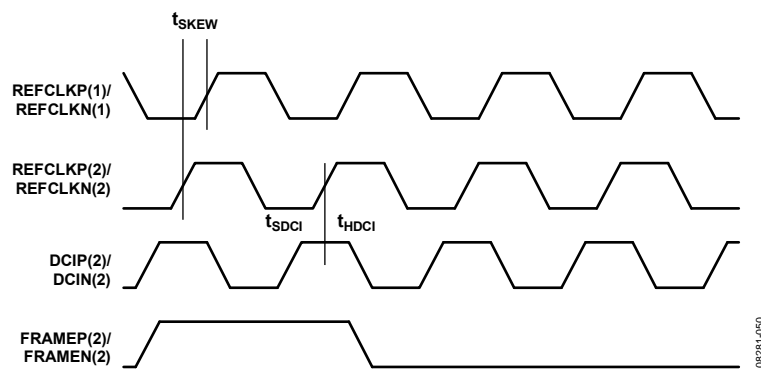 tSKEW
REFCLKP(1)/
REFCLKN(1)
REFCLKP(2)/
REFCLKN(2)
tSDCI
tHDCI
DCIP(2)/
DCIN(2)
FRAMEP(2)/
FRAMEN(2)
08281-050